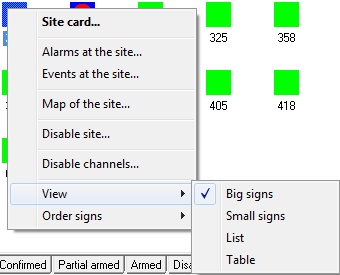 Site card...
325
358
Alarms at the site...
Events at the site...
Map of the site...
405
418
Disable site...
Disable channels...
View
Big signs
Order signs
Small signs
List
Table
Confirmed
Partial armed
Armed